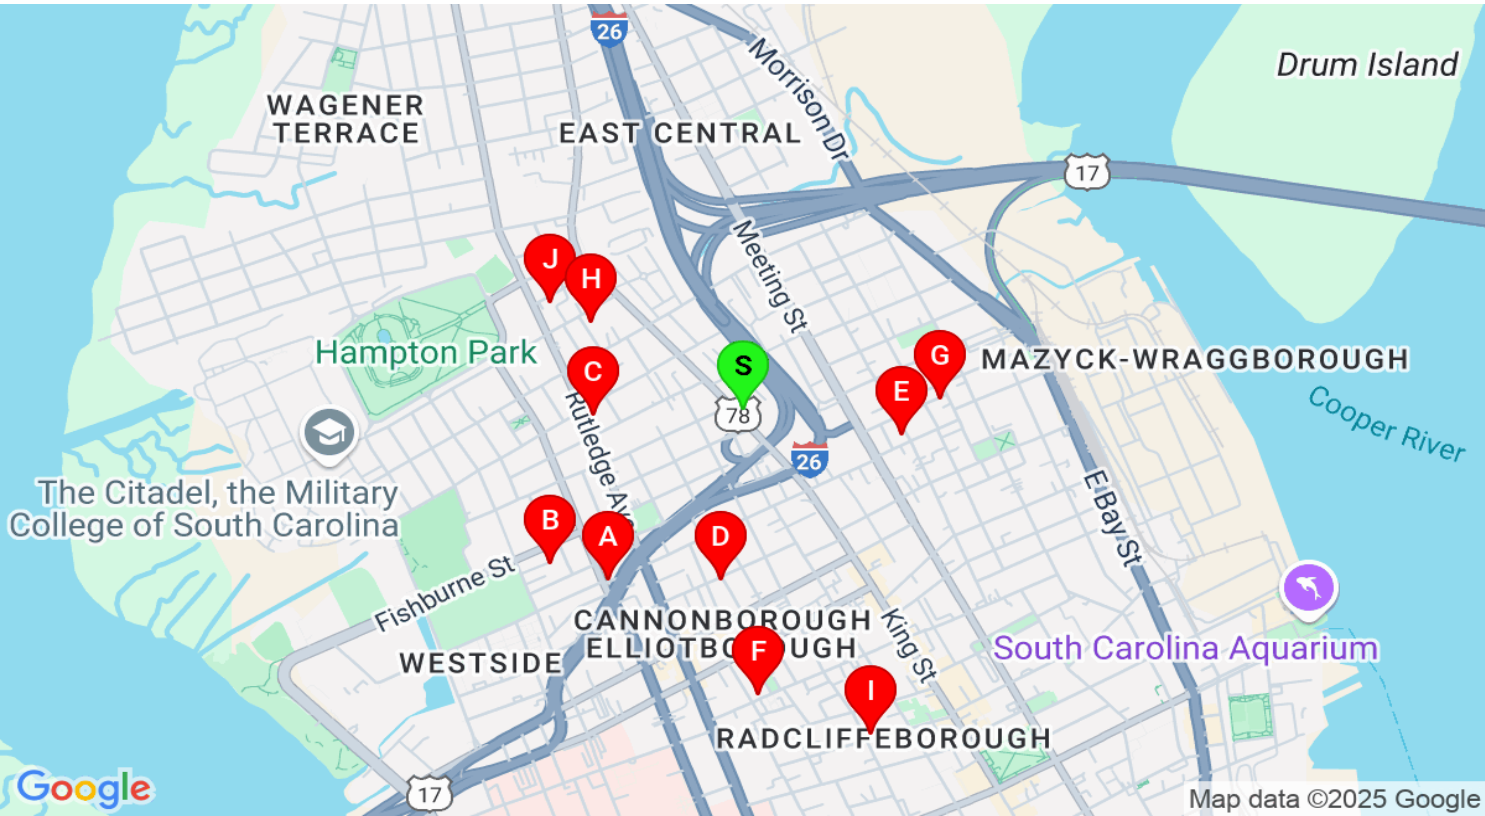 26
Drum Island
Morrison Dr
WAGENER
TERRACE
EAST CENTRAL
17
Meeting St
J
H
Hampton Park
S
78
C
G
E
MAZYCK-WRAGGBOROUGH
Rutledge Ave
Cooper River
26
The Citadel, the Military
College of South Carolina
E Bay St
B
A
D
Fishburne St
CANNONBOROUGH
ELLIOTBOROUGH
King St
South Carolina Aquarium
WESTSIDE
F
I
RADCLIFFEBOROUGH
Google
17
Map data ©2025 Google